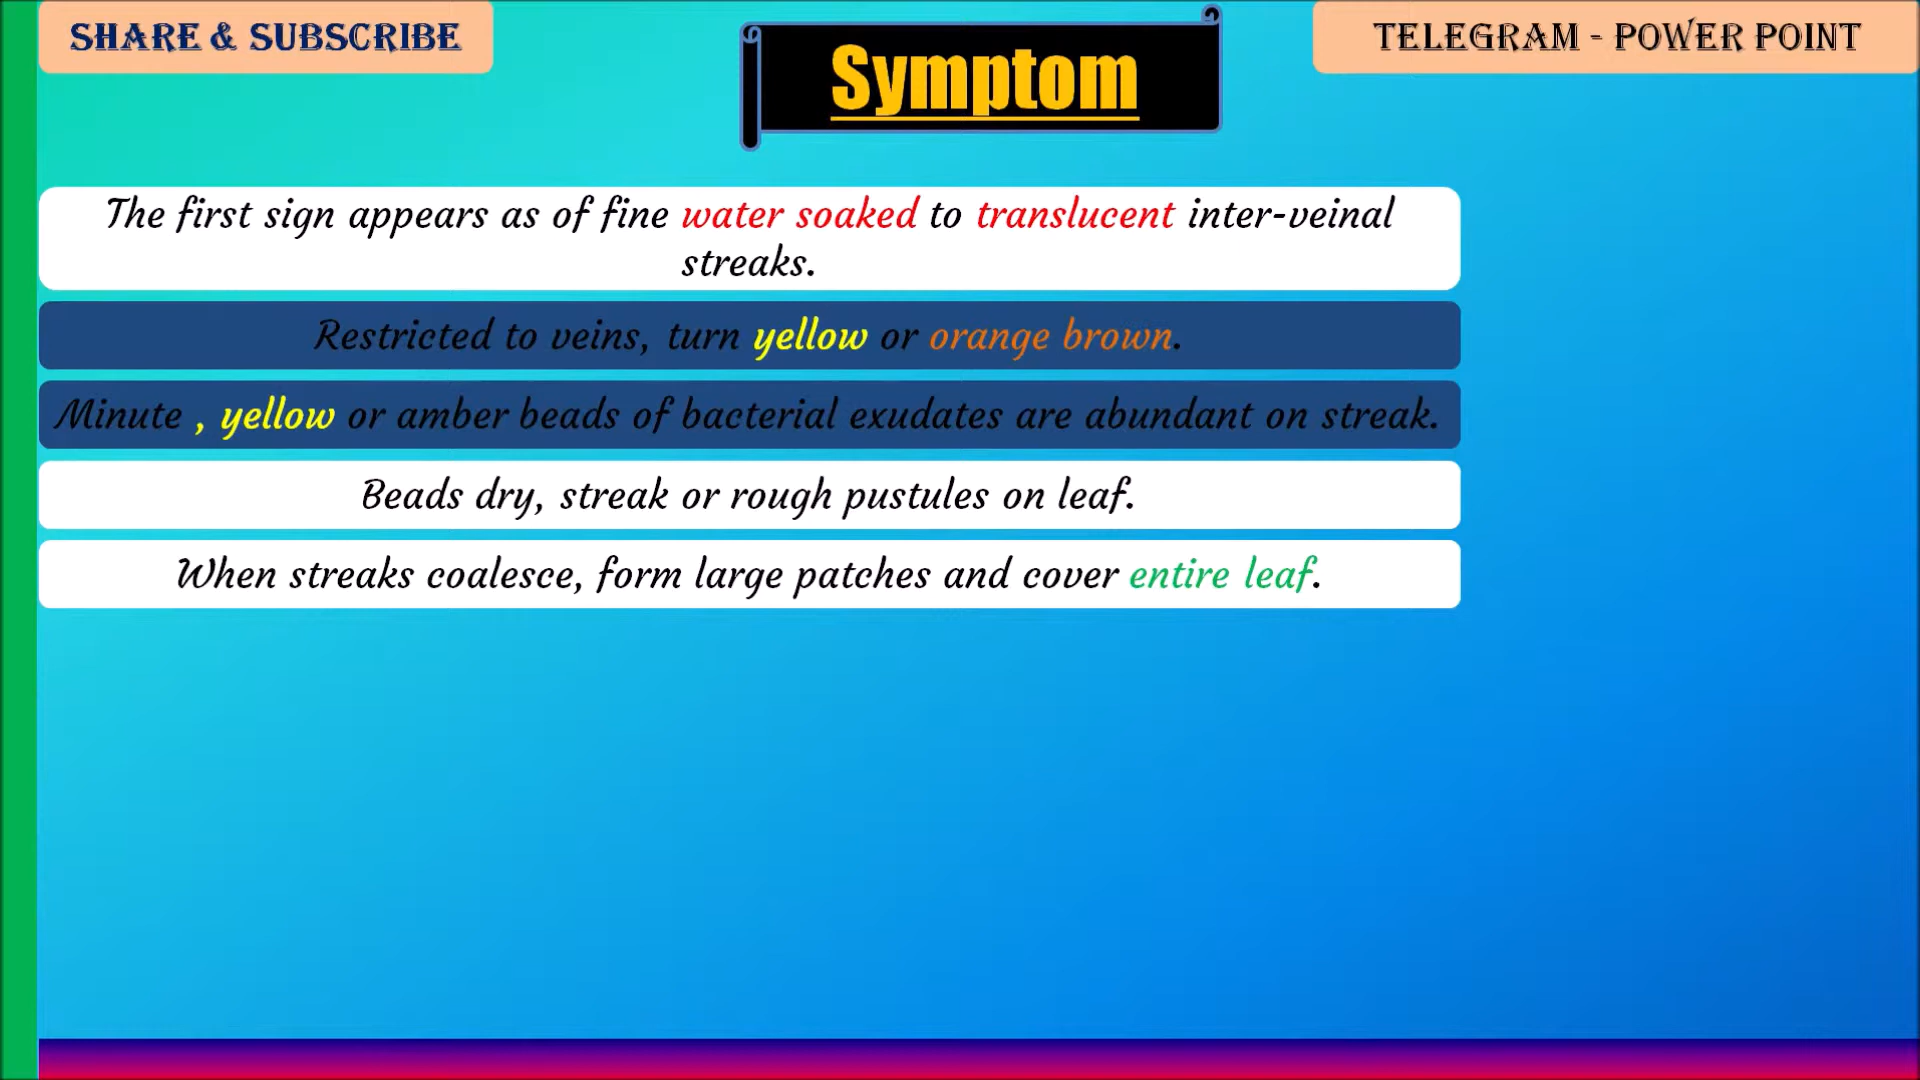 SHARE & SUBSCRIBE
Symptom
TELEGRAM - POWER POINT
The first sign appears as of fine water soaked to translucent inter-veinal
streaks.
Restricted to veins, turn yellow or orange brown.
Minute , yellow or amber beads of bacterial exudates are abundant on streak.
Beads dry, streak or rough pustules on leaf.
When streaks coalesce, form large patches and cover entire leaf.